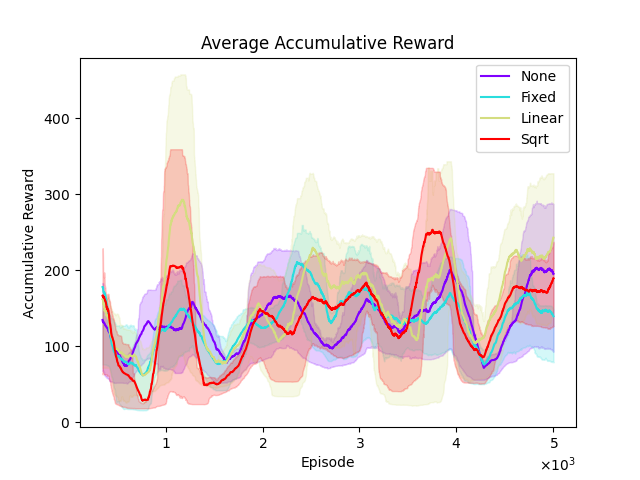 Average Accumulative Reward
None
Fixed
Linear
Sqrt
Accumulative Reward
400
300
200
100
0
1
2
3
4
5
Episode
×10³